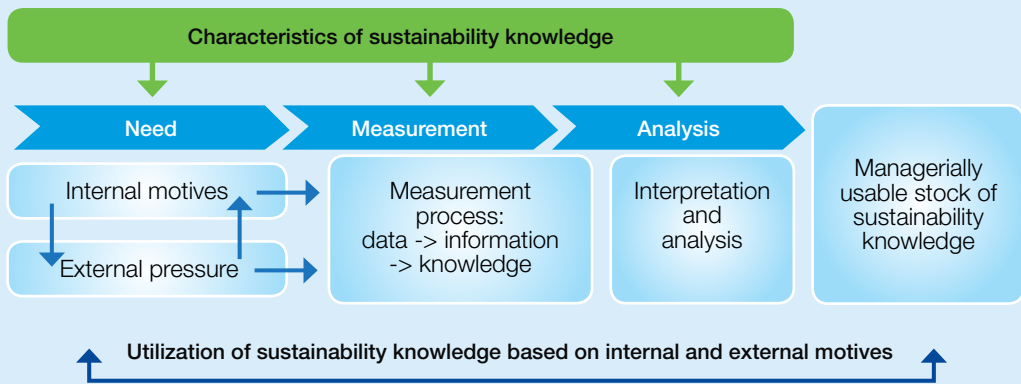 Characteristics of sustainability knowledge
Need
Measurement
Analysis
Internal motives
External pressure
Measurement
process:
data -> information
-> knowledge
Interpretation
and
analysis
Managerially
usable stock of
sustainability
knowledge
Utilization of sustainability knowledge based on internal and external motives